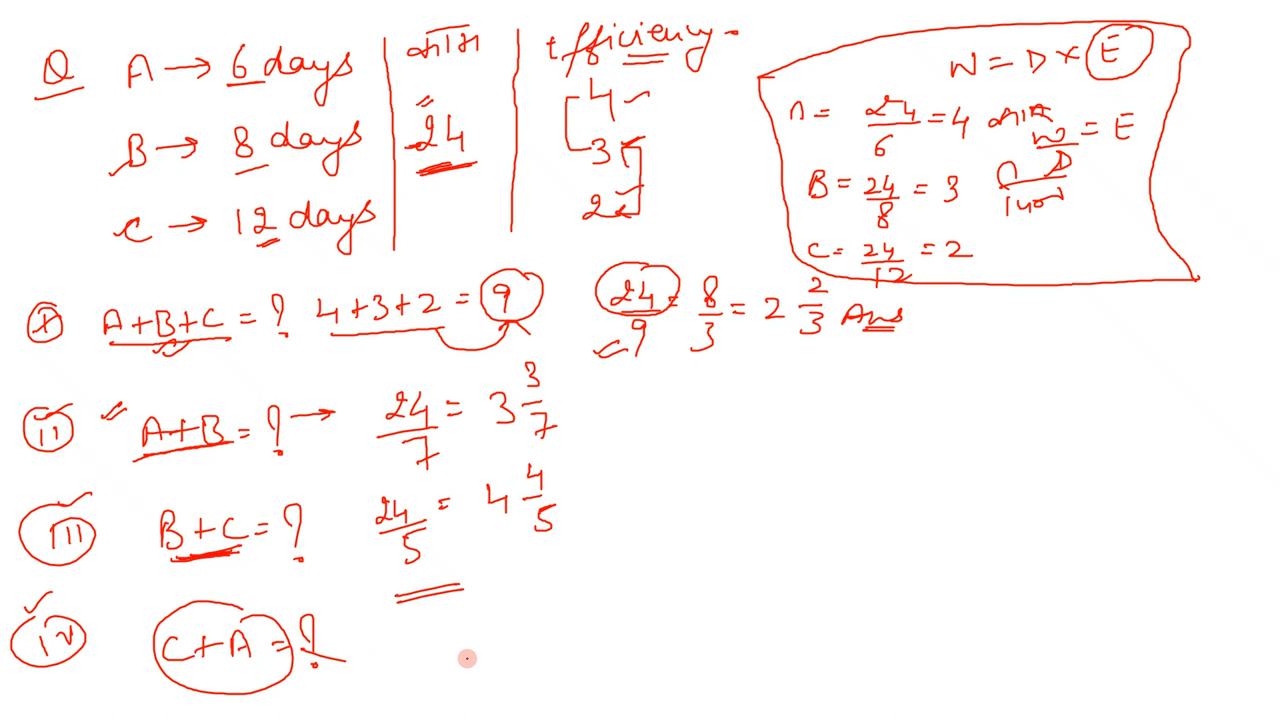 Q A → 6 days 24 efficiency
B → 8 days 4
C → 12 days 3
2
W = D × E
A = 24/6 = 4 W/D = E
B = 24/8 = 3
C = 24/12 = 2
A+B+C = ? 4+3+2 = 9 24/9 = 8/3 = 2 2/3 Ans
ii A+B = ? → 24/7 = 3 3/7
iii B+C = ? 24/5 = 4 4/5
iv C+A = ?